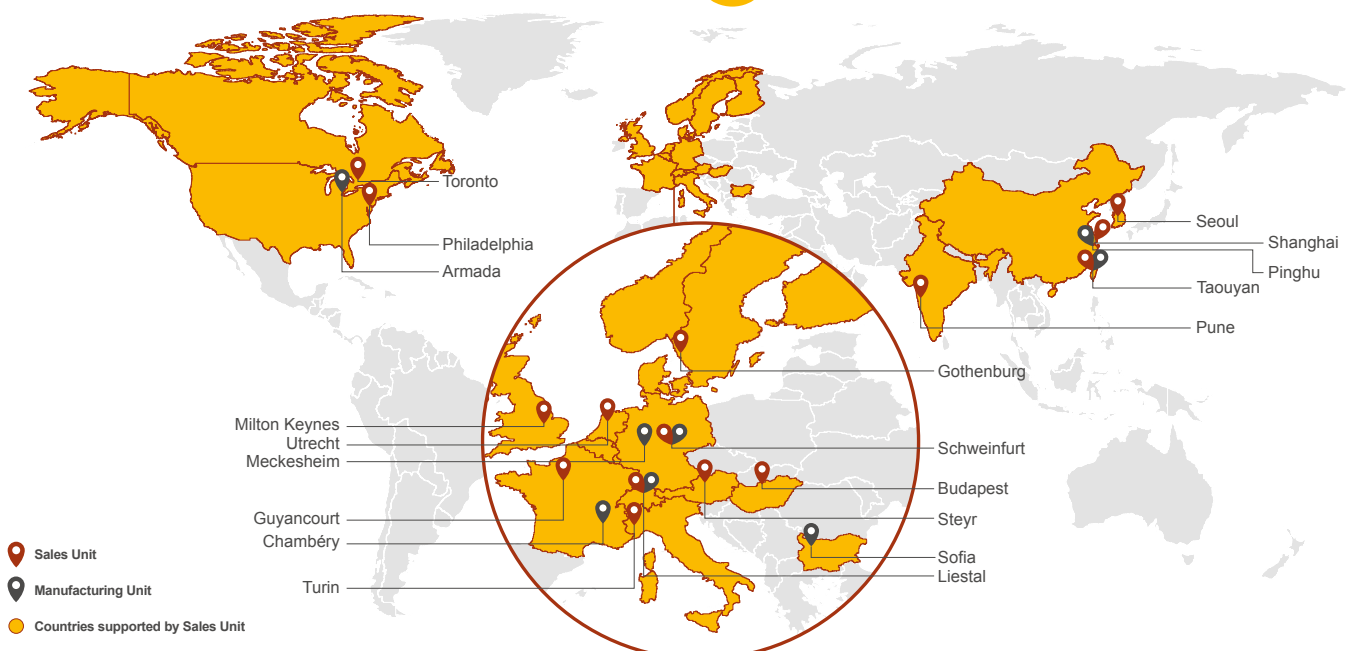 Toronto
Philadelphia
Armada
Seoul
Shanghai
Pinghu
Taouyan
Pune
Gothenburg
Milton Keynes
Utrecht
Meckesheim
Schweinfurt
Budapest
Guyancourt
Steyr
Chambéry
Sofia
Liestal
Turin
Sales Unit
Manufacturing Unit
Countries supported by Sales Unit